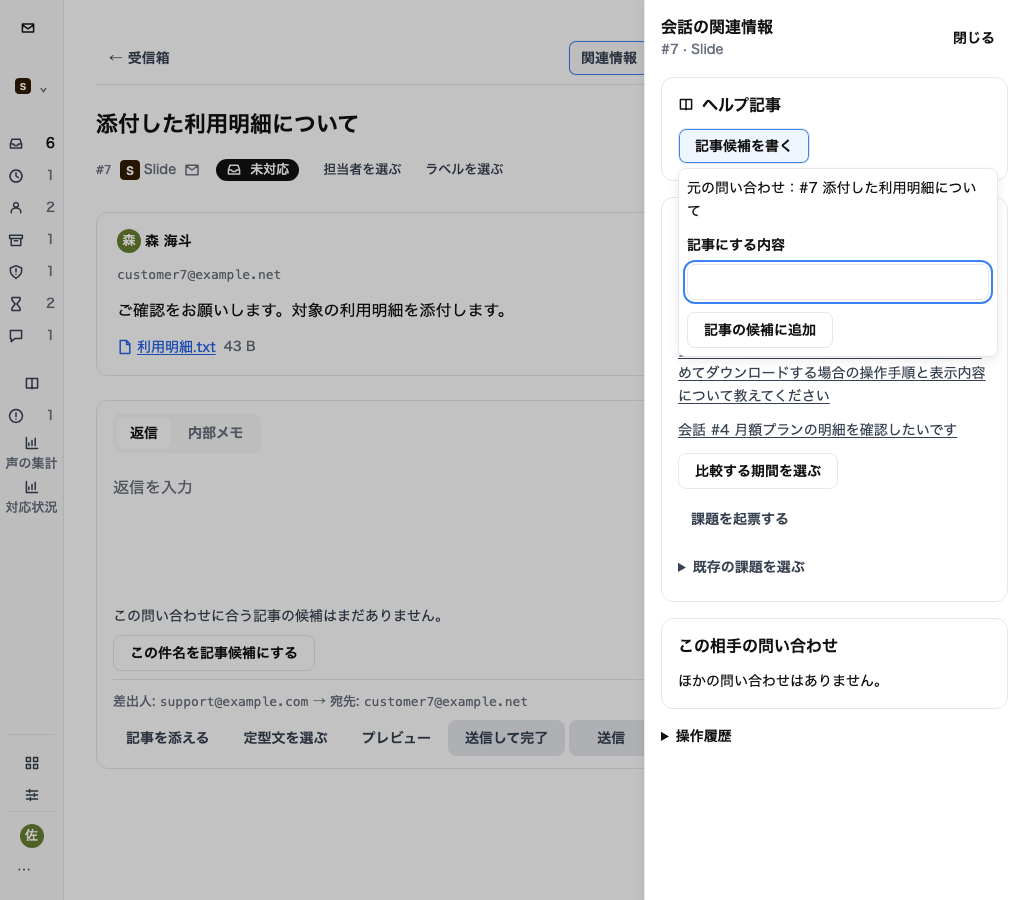 S
6
1
2
1
1
2
1
1
声の集計
対応状況
佐
…
← 受信箱
関連情報
添付した利用明細について
#7 S Slide 未対応 担当者を選ぶ ラベルを選ぶ
森 森 海斗
customer7@example.net
ご確認をお願いします。対象の利用明細を添付します。
利用明細.txt 43 B
返信 内部メモ
返信を入力
この問い合わせに合う記事の候補はまだありません。
この件名を記事候補にする
差出人: support@example.com → 宛先: customer7@example.net
記事を添える 定型文を選ぶ プレビュー 送信して完了 送信
会話の関連情報
#7 · Slide
閉じる
ヘルプ記事
記事候補を書く
元の問い合わせ：#7 添付した利用明細につい
て
記事にする内容
記事の候補に追加
めてダウンロードする場合の操作手順と表示内容
について教えてください
会話 #4 月額プランの明細を確認したいです
比較する期間を選ぶ
課題を起票する
▶ 既存の課題を選ぶ
この相手の問い合わせ
ほかの問い合わせはありません。
▶ 操作履歴